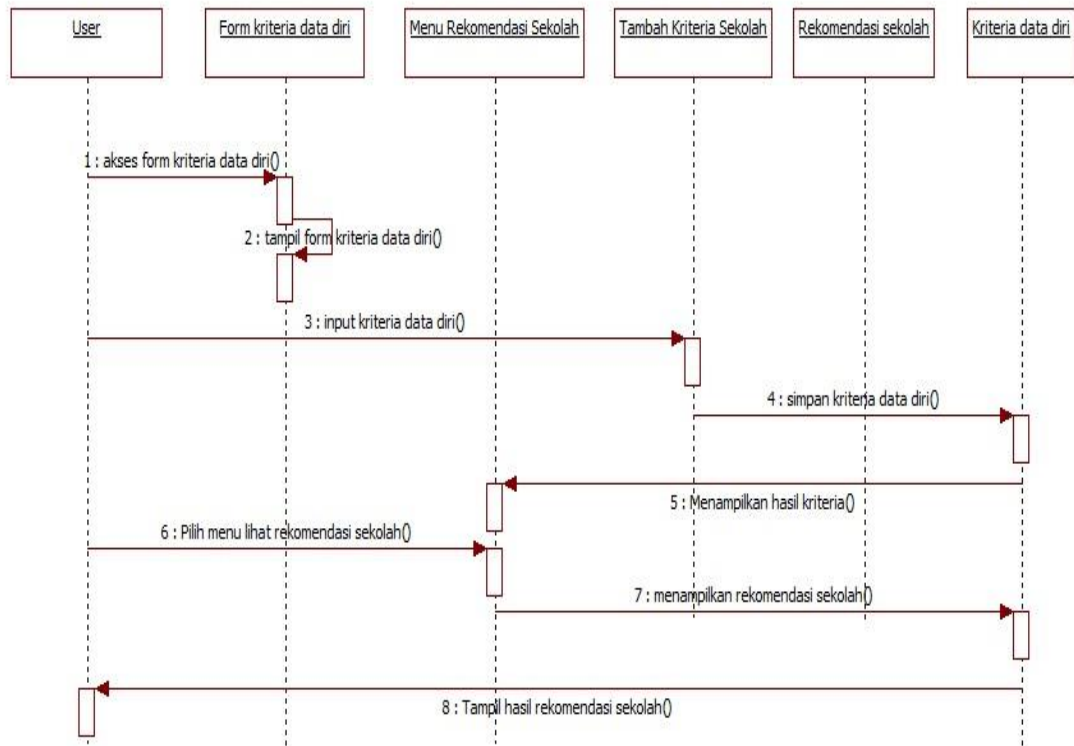 User
Form kriteria data diri
Menu Rekomendasi Sekolah
Tambah Kriteria Sekolah
Rekomendasi sekolah
Kriteria data diri
1 : akses form kriteria data diri()
2 : tampil form kriteria data diri()
3 : input kriteria data diri()
4 : simpan kriteria data diri()
5 : Menampilkan hasil kriteria()
6 : Pilih menu lihat rekomendasi sekolah()
7 : menampilkan rekomendasi sekolah()
8 : Tampil hasil rekomendasi sekolah()